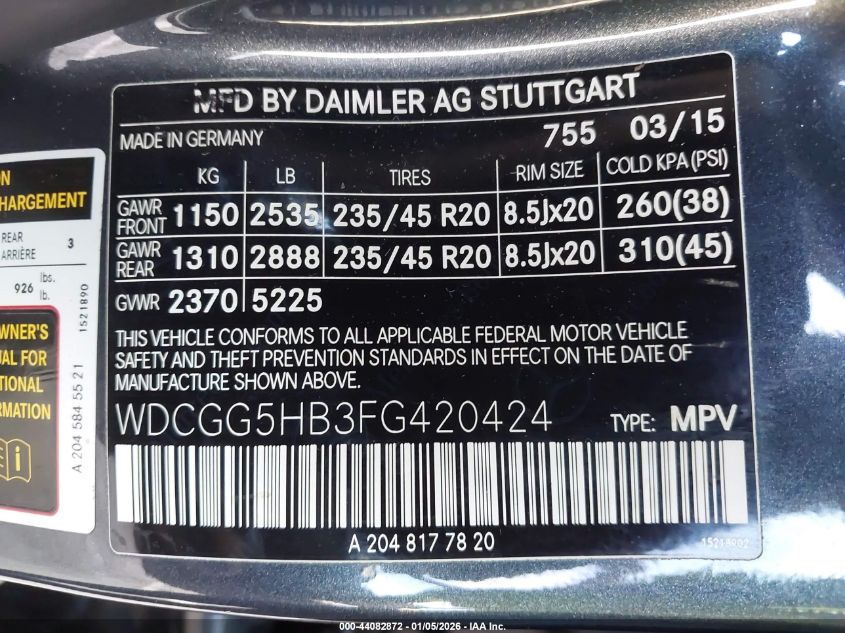 MFD BY DAIMLER AG STUTTGART
MADE IN GERMANY 755 03/15
KG LB TIRES RIM SIZE COLD KPA (PSI)
GAWR FRONT 1150 2535 235/45 R20 8.5Jx20 260(38)
GAWR REAR 1310 2888 235/45 R20 8.5Jx20 310(45)
GVWR 2370 5225
THIS VEHICLE CONFORMS TO ALL APPLICABLE FEDERAL MOTOR VEHICLE
SAFETY AND THEFT PREVENTION STANDARDS IN EFFECT ON THE DATE OF
MANUFACTURE SHOWN ABOVE.
WDCGG5HB3FG420424 TYPE: MPV
A 204 817 78 20
15218902
ON
HARGEMENT
REAR
ARRIÈRE 3
926 lbs.
lb.
1521890
WNER'S
UAL FOR
TIONAL
RMATION
A 204 584 55 21
000-44082872 - 01/05/2026 - IAA Inc.